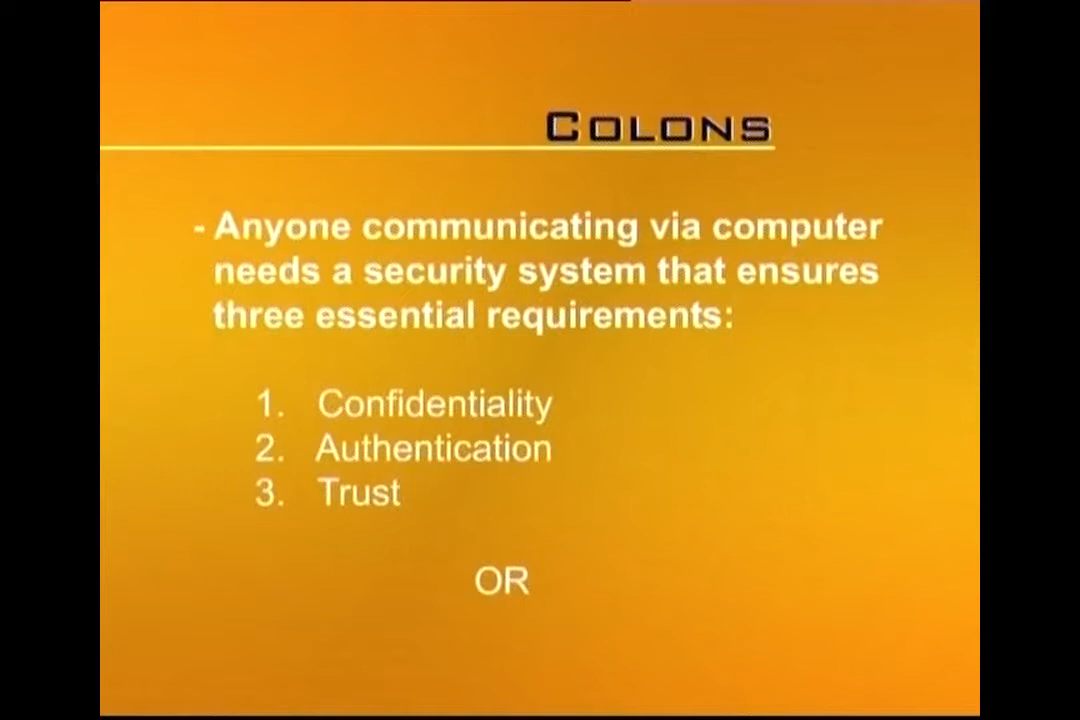 COLONS
- Anyone communicating via computer
needs a security system that ensures
three essential requirements:
1. Confidentiality
2. Authentication
3. Trust
OR